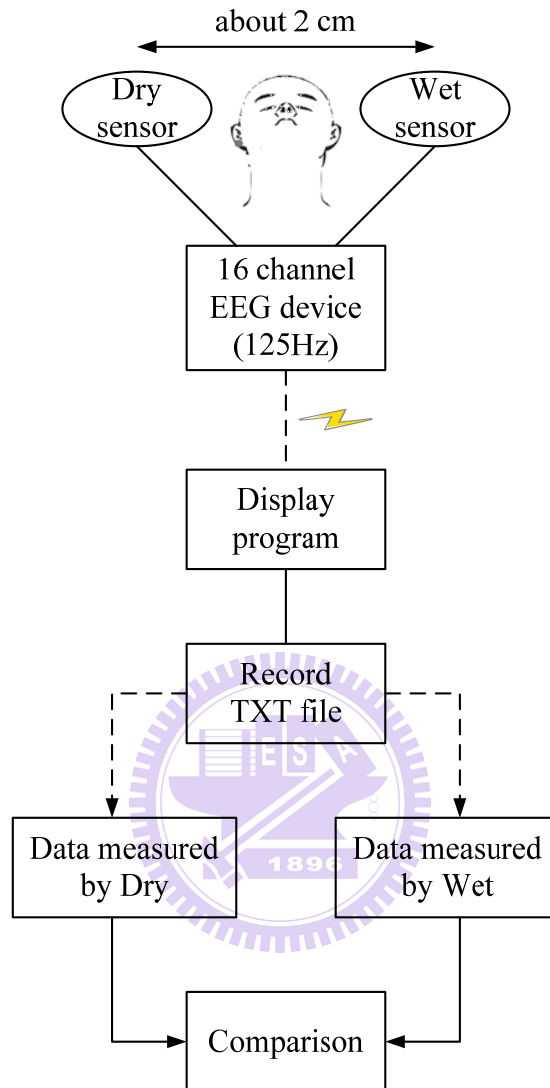 about 2 cm
Dry
sensor
Wet
sensor
16 channel
EEG device
(125Hz)
Display
program
Record
TXT file
E S A
Data measured
by Dry
1896
Data measured
by Wet
Comparison